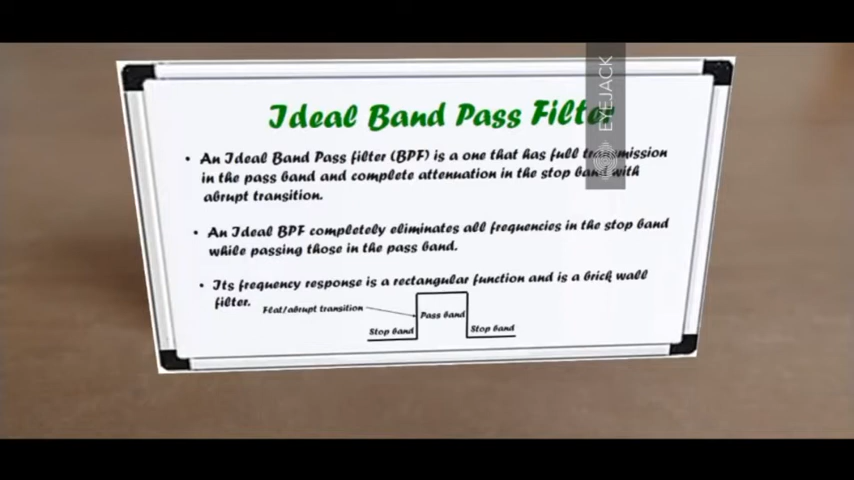 Ideal Band Pass Filter
• An Ideal Band Pass filter (BPF) is a one that has full transmission
in the pass band and complete attenuation in the stop band with
abrupt transition.
• An Ideal BPF completely eliminates all frequencies in the stop band
while passing those in the pass band.
• Its frequency response is a rectangular function and is a brick wall
filter.
Flat/abrupt transition
Pass band
Stop band
Stop band
EYEJACK